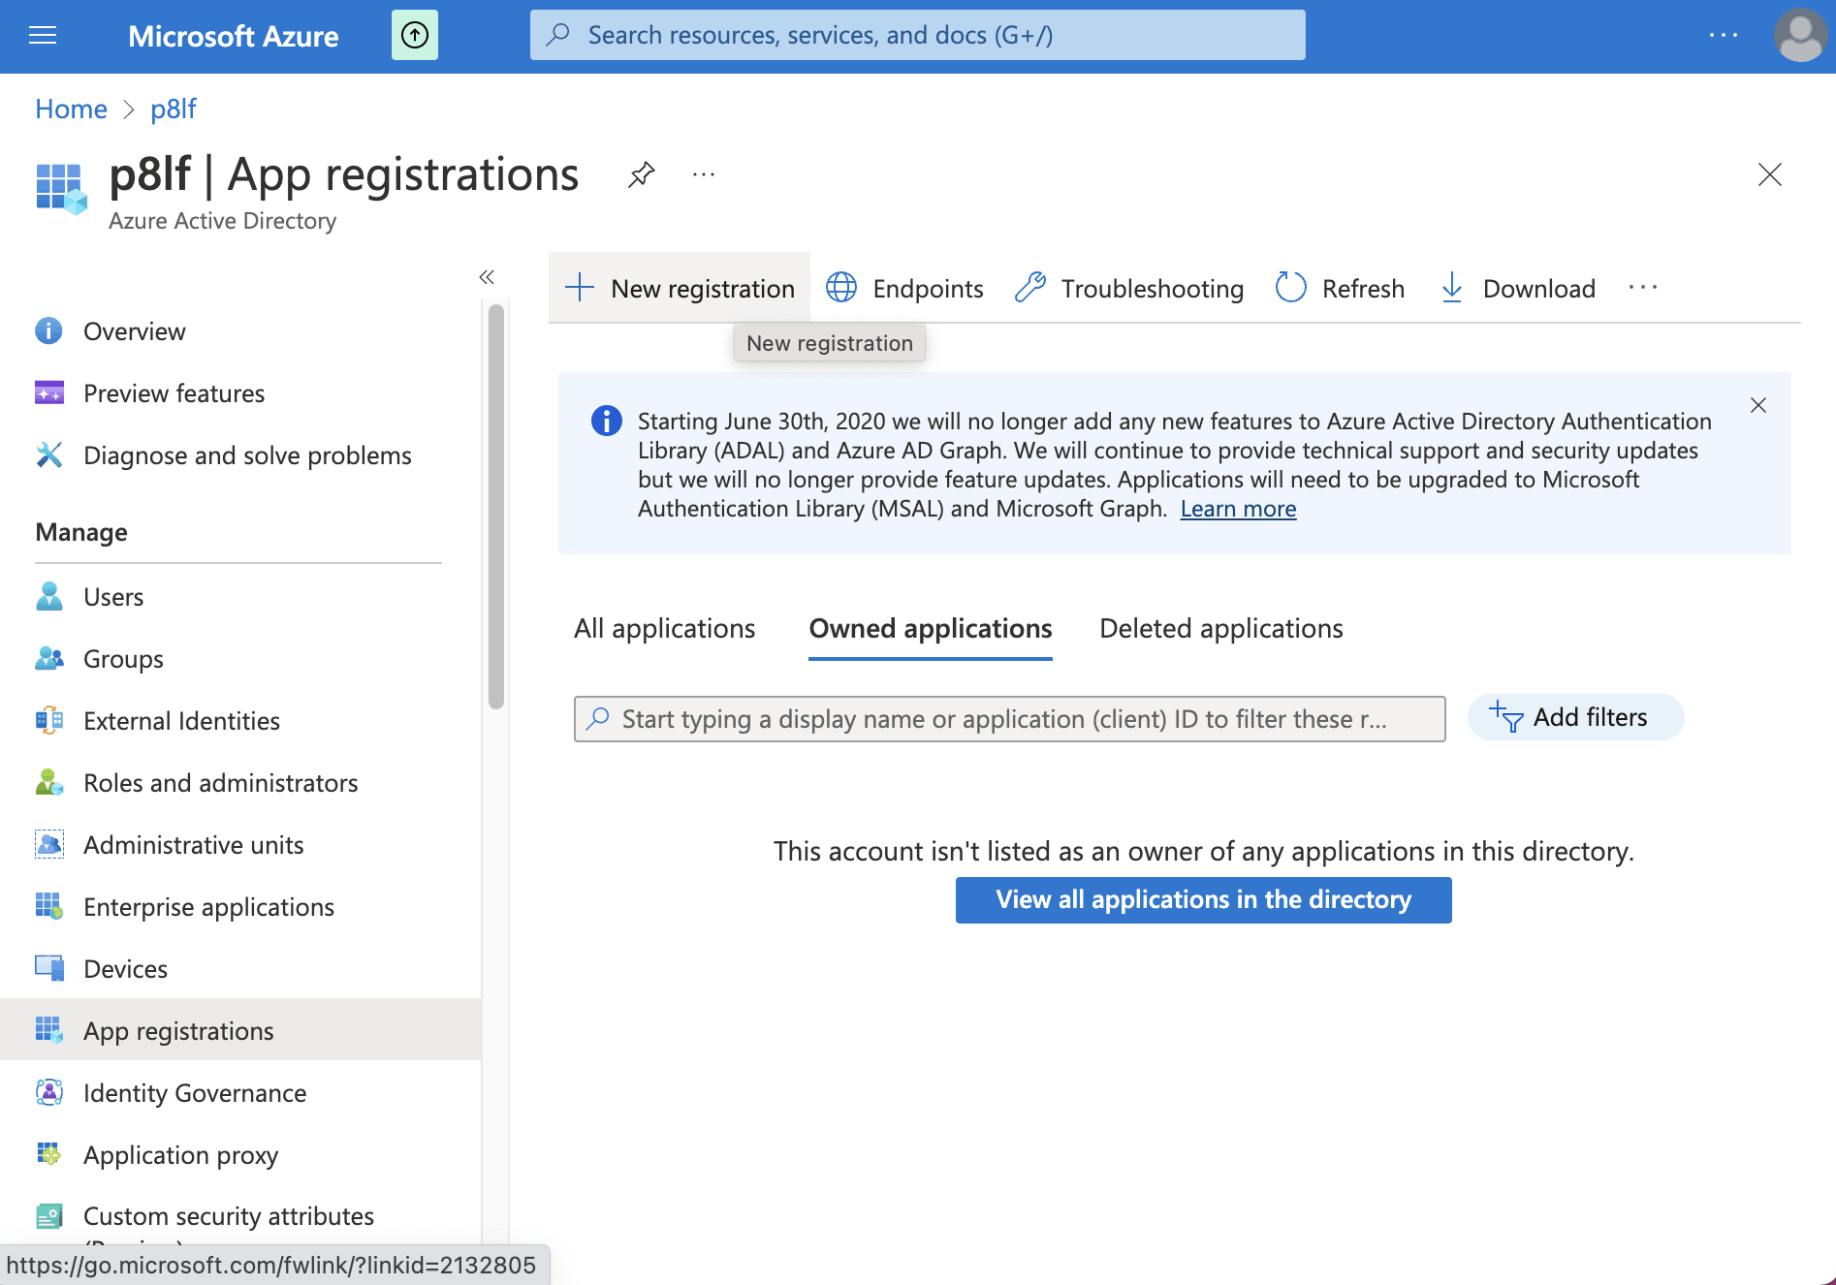 Microsoft Azure
Search resources, services, and docs (G+/)
Home > p8lf
p8lf | App registrations
Azure Active Directory
Overview
Preview features
Diagnose and solve problems
Manage
Users
Groups
External Identities
Roles and administrators
Administrative units
Enterprise applications
Devices
App registrations
Identity Governance
Application proxy
Custom security attributes
https://go.microsoft.com/fwlink/?linkid=2132805
New registration
Endpoints
Troubleshooting
Refresh
Download
New registration
Starting June 30th, 2020 we will no longer add any new features to Azure Active Directory Authentication
Library (ADAL) and Azure AD Graph. We will continue to provide technical support and security updates
but we will no longer provide feature updates. Applications will need to be upgraded to Microsoft
Authentication Library (MSAL) and Microsoft Graph. Learn more
All applications
Owned applications
Deleted applications
Start typing a display name or application (client) ID to filter these r...
Add filters
This account isn't listed as an owner of any applications in this directory.
View all applications in the directory